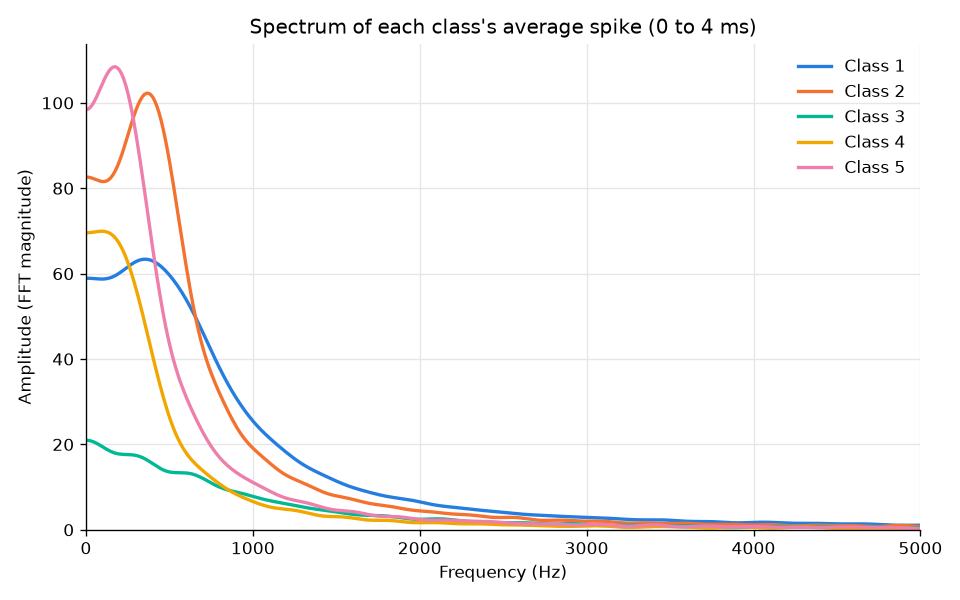 Spectrum of each class's average spike (0 to 4 ms)
Class 1
Class 2
Class 3
Class 4
Class 5
Amplitude (FFT magnitude)
100
80
60
40
20
0
0 1000 2000 3000 4000 5000
Frequency (Hz)